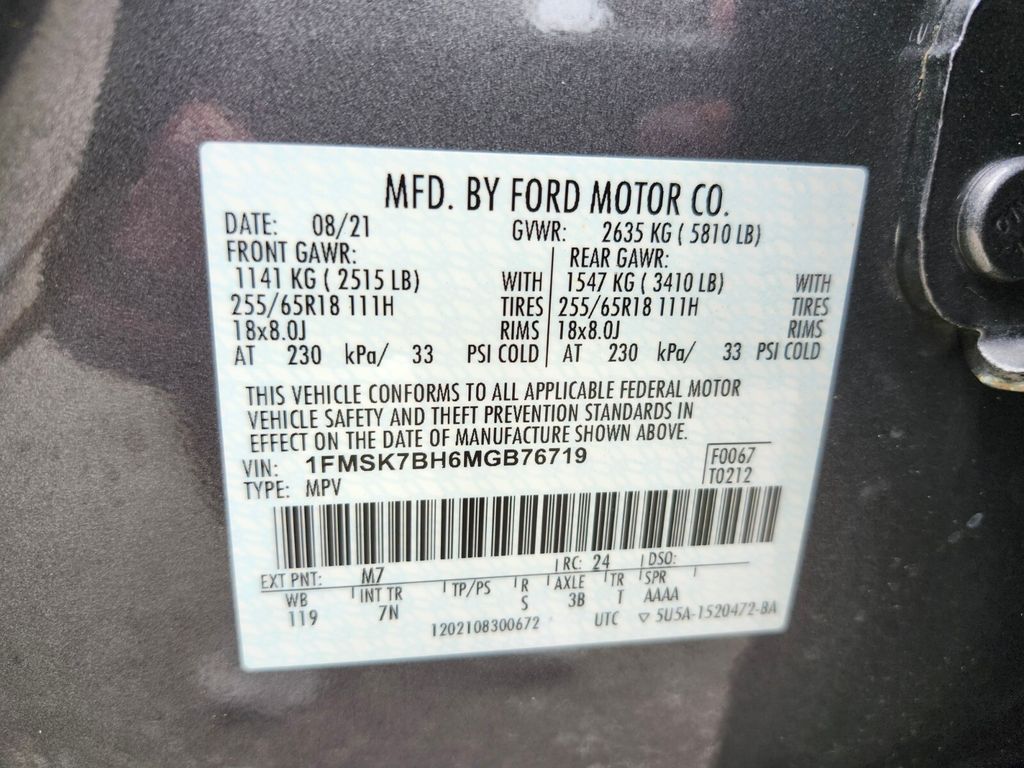 MFD. BY FORD MOTOR CO.
DATE: 08/21 GVWR: 2635 KG ( 5810 LB)
FRONT GAWR: REAR GAWR:
1141 KG ( 2515 LB) WITH 1547 KG ( 3410 LB) WITH
255/65R18 111H TIRES 255/65R18 111H TIRES
18x8.0J RIMS 18x8.0J RIMS
AT 230 kPa/ 33 PSI COLD AT 230 kPa/ 33 PSI COLD
THIS VEHICLE CONFORMS TO ALL APPLICABLE FEDERAL MOTOR
VEHICLE SAFETY AND THEFT PREVENTION STANDARDS IN
EFFECT ON THE DATE OF MANUFACTURE SHOWN ABOVE.
VIN: 1FMSK7BH6MGB76719 F0067
TYPE: MPV T0212
EXT PNT: M7 RC: 24 DSO:
WB INT TR TP/PS R AXLE TR SPR
119 7N S 3B T AAAA
1202108300672 UTC ▽ 5U5A-1520472-BA